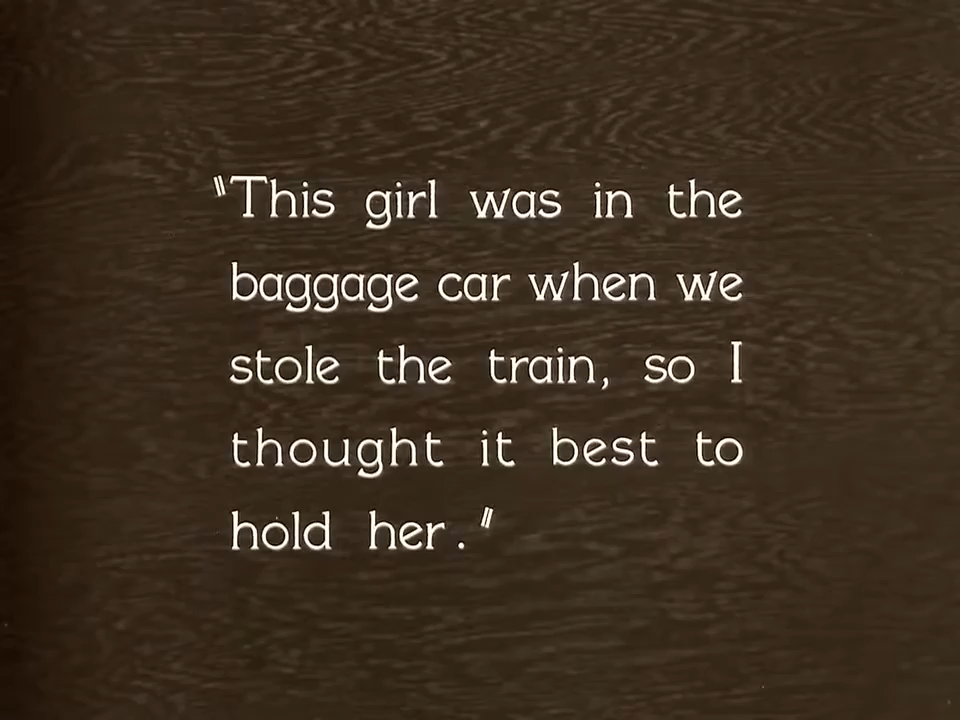 "This girl was in the
baggage car when we
stole the train, so I
thought it best to
hold her."